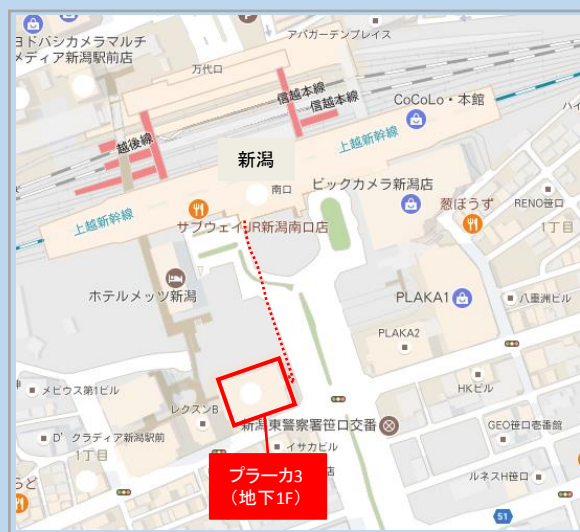 ヨドバシカメラマルチ
メディア新潟駅前店
アパガーデンプレイス
万代口
信越本線
信越本線
越後線
CoCoLo・本館
上越新幹線
新潟
南口
ビックカメラ新潟店
葱ぼうず
RENO笹口
1丁目
上越新幹線
サブウェイJR新潟南口店
ホテルメッツ新潟
PLAKA1
八重洲ビル
PLAKA2
メビウス第1ビル
HKビル
レクスンB
新潟東警察署笹口交番
GEO笹口壱番館
D'クラディア新潟駅前
1丁目
イサカビル
プラーカ3
（地下1F）
ルネスH笹口
51